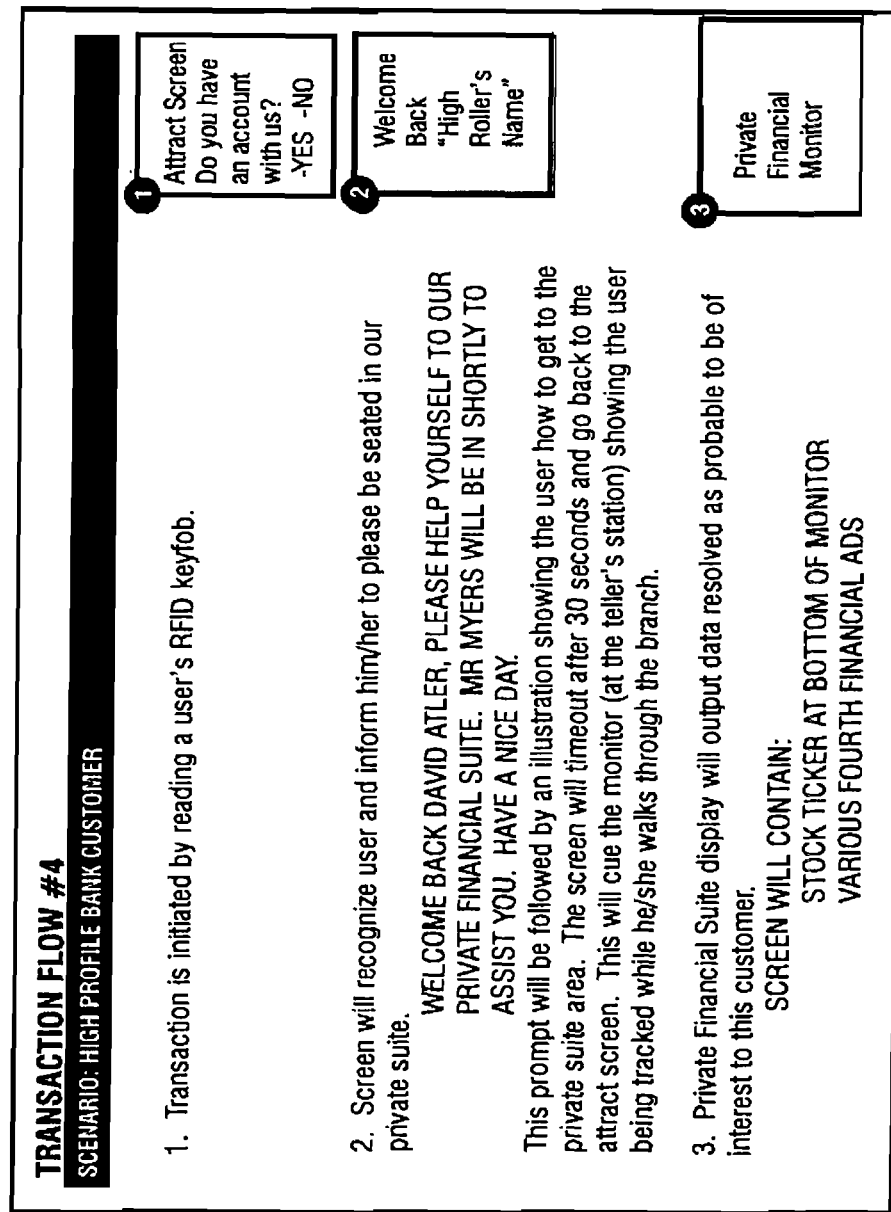 TRANSACTION FLOW #4
SCENARIO: HIGH PROFILE BANK CUSTOMER
1. Transaction is initiated by reading a user's RFID keyfob.
1
Attract Screen
Do you have
an account
with us?
-YES -NO
2. Screen will recognize user and inform him/her to please be seated in our
private suite.
WELCOME BACK DAVID ATLER, PLEASE HELP YOURSELF TO OUR
PRIVATE FINANCIAL SUITE. MR MYERS WILL BE IN SHORTLY TO
ASSIST YOU. HAVE A NICE DAY.
This prompt will be followed by an illustration showing the user how to get to the
private suite area. The screen will timeout after 30 seconds and go back to the
attract screen. This will cue the monitor (at the teller's station) showing the user
being tracked while he/she walks through the branch.
2
Welcome
Back
“High
Roller's
Name”
3. Private Financial Suite display will output data resolved as probable to be of
interest to this customer.
SCREEN WILL CONTAIN:
STOCK TICKER AT BOTTOM OF MONITOR
VARIOUS FOURTH FINANCIAL ADS
3
Private
Financial
Monitor